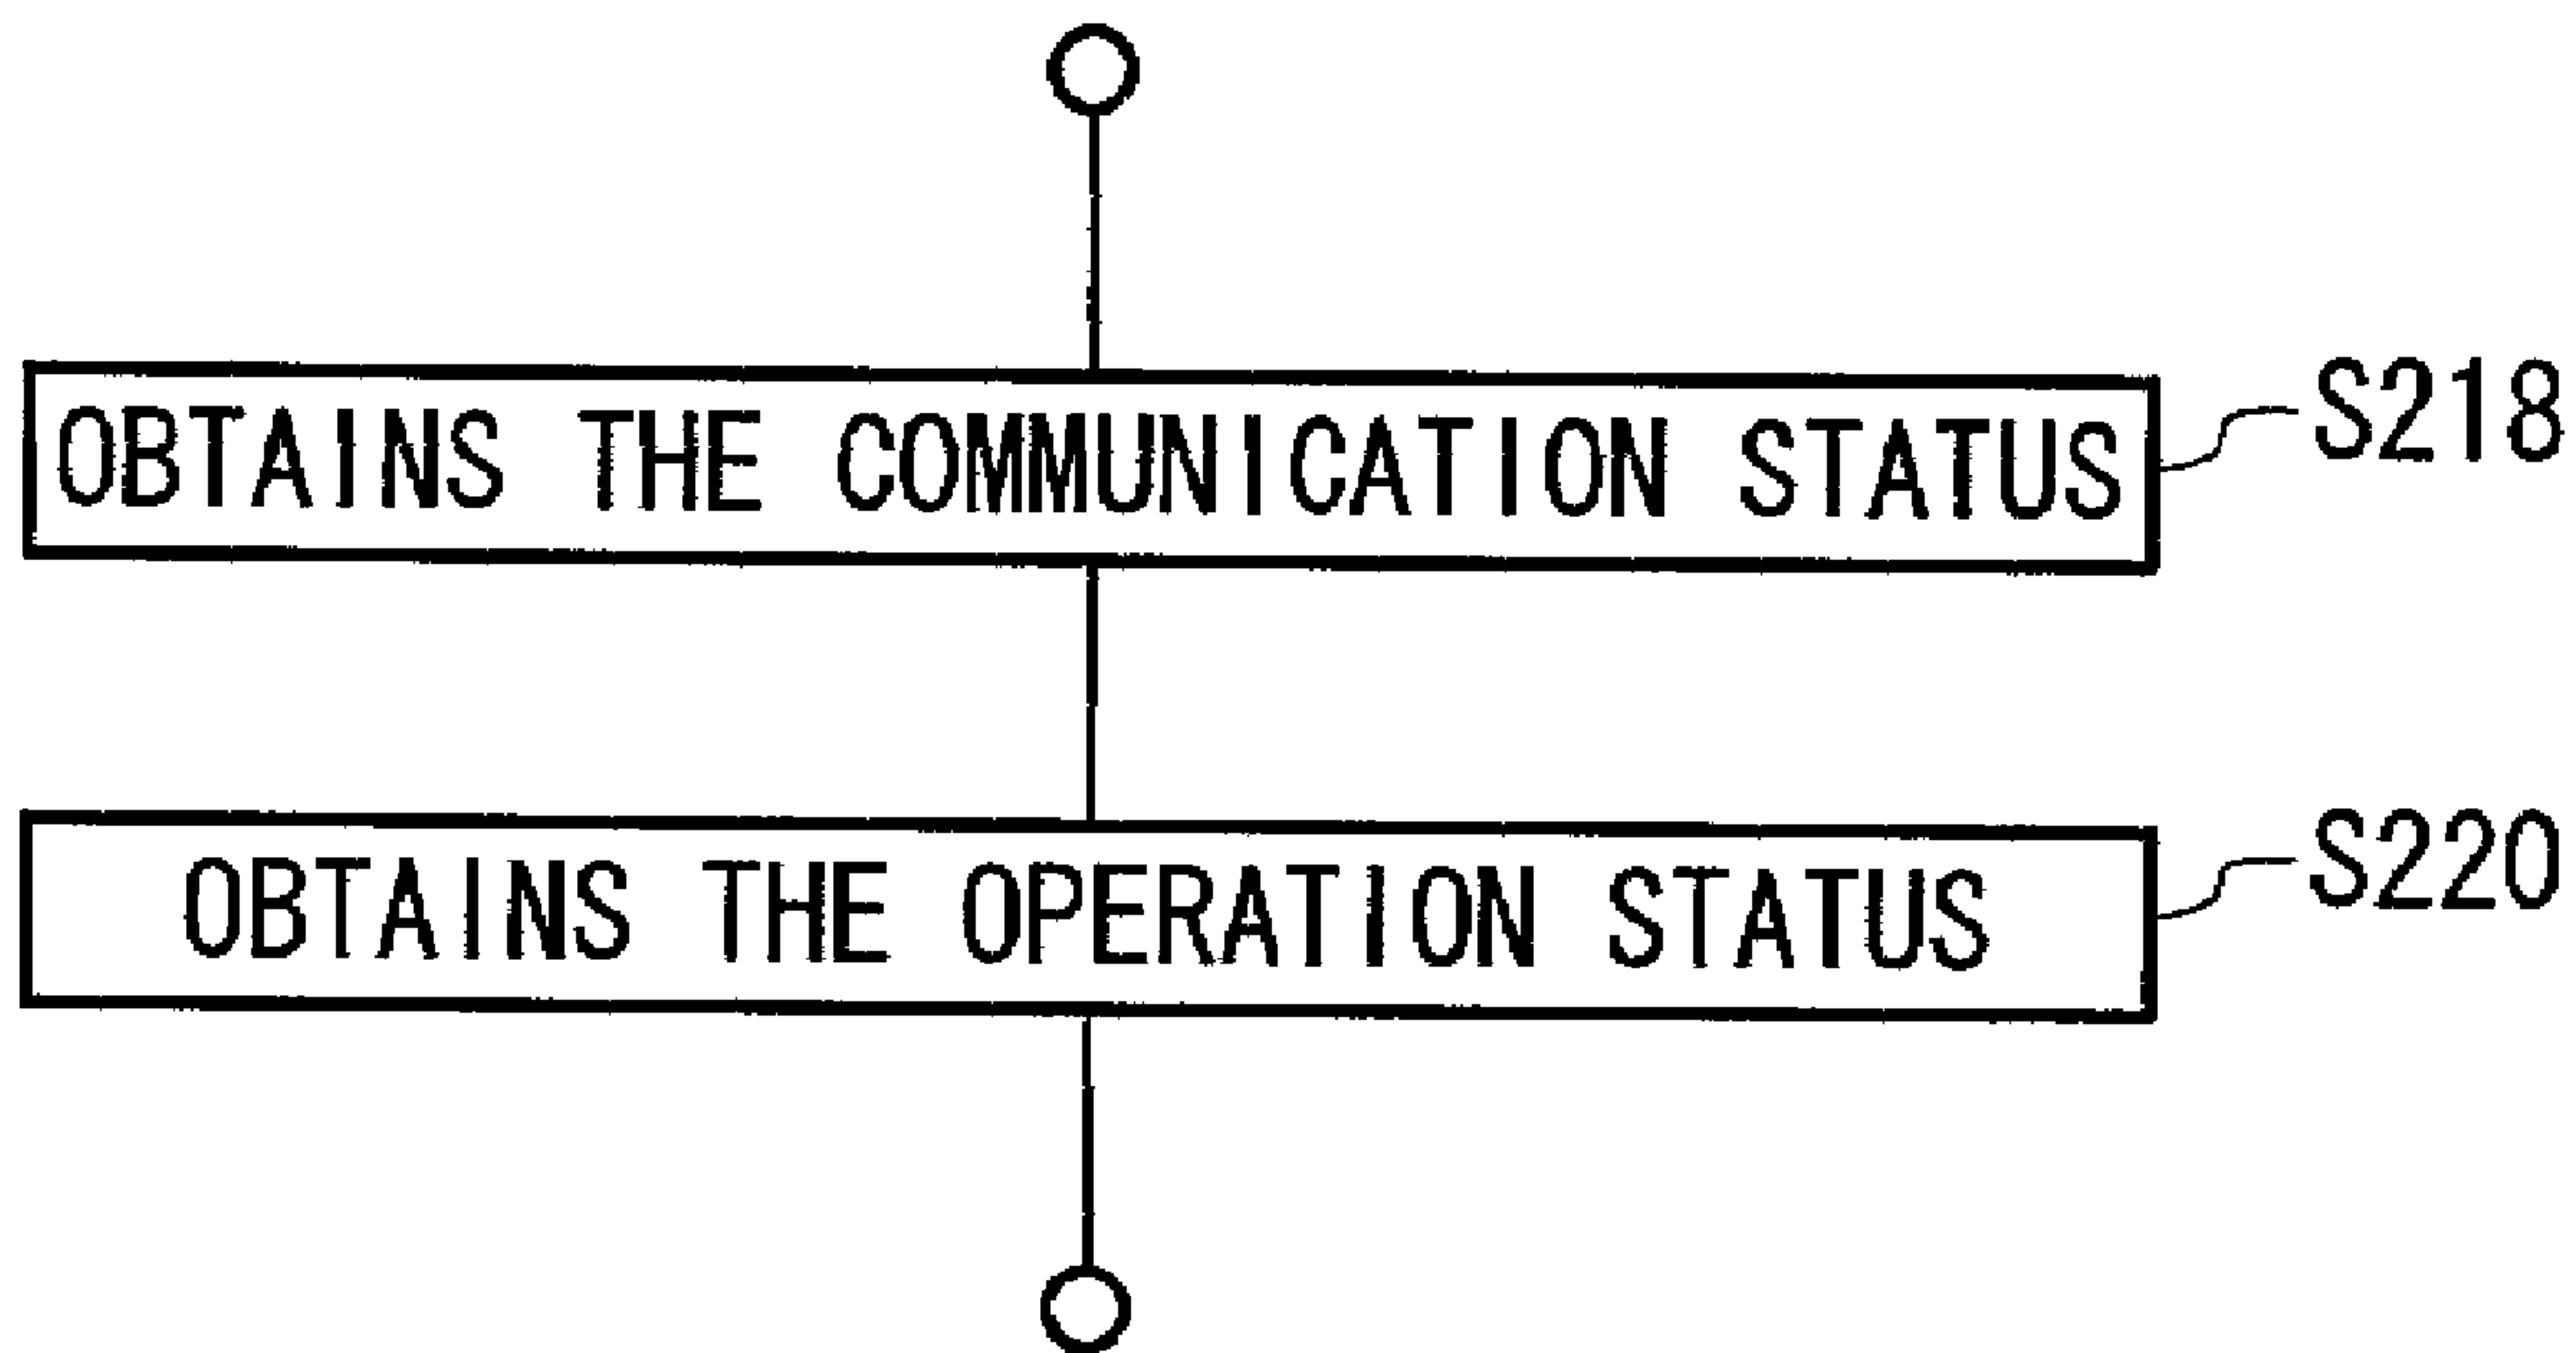 OBTAINS THE COMMUNICATION STATUS
S218
OBTAINS THE OPERATION STATUS
S220